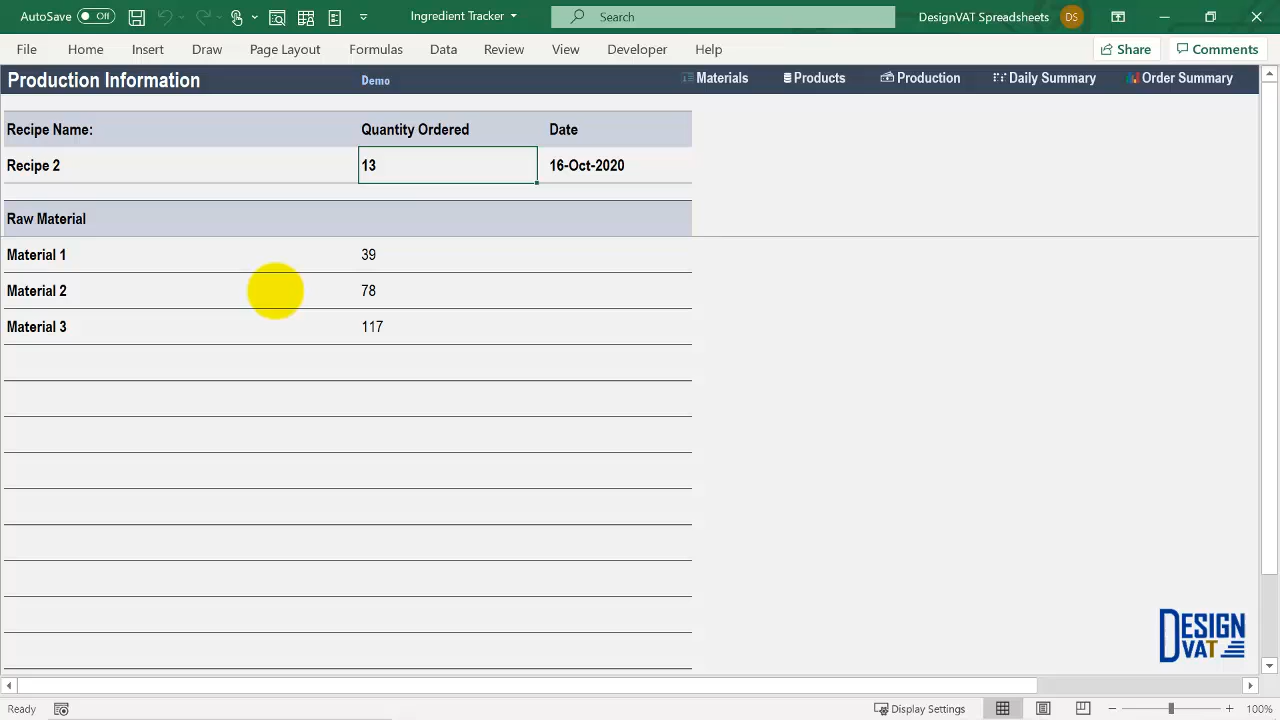 AutoSave Off Ingredient Tracker Search DesignVAT Spreadsheets DS
File Home Insert Draw Page Layout Formulas Data Review View Developer Help Share Comments
Production Information Demo Materials Products Production Daily Summary Order Summary
Recipe Name: Quantity Ordered Date
Recipe 2 13 16-Oct-2020
Raw Material
Material 1 39
Material 2 78
Material 3 117
DESIGN
VAT
Ready Display Settings 100%